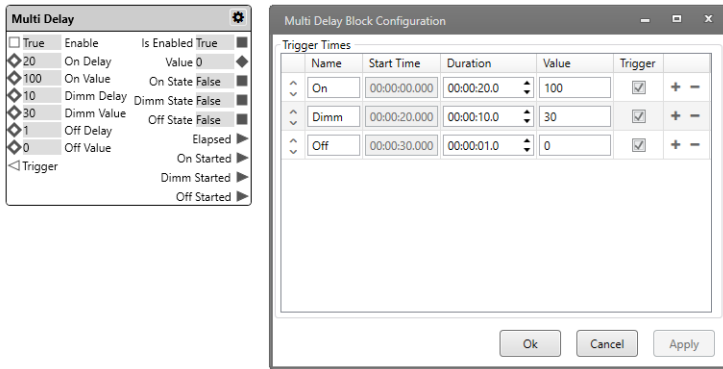 Multi Delay
True Enable Is Enabled True
20 On Delay Value 0
100 On Value On State False
10 Dimm Delay Dimm State False
30 Dimm Value Off State False
1 Off Delay Elapsed
0 Off Value On Started
Trigger Dimm Started
Off Started
Multi Delay Block Configuration
Trigger Times
Name Start Time Duration Value Trigger
On 00:00:00.000 00:00:20.0 100
Dimm 00:00:20.000 00:00:10.0 30
Off 00:00:30.000 00:00:01.0 0
Ok Cancel Apply